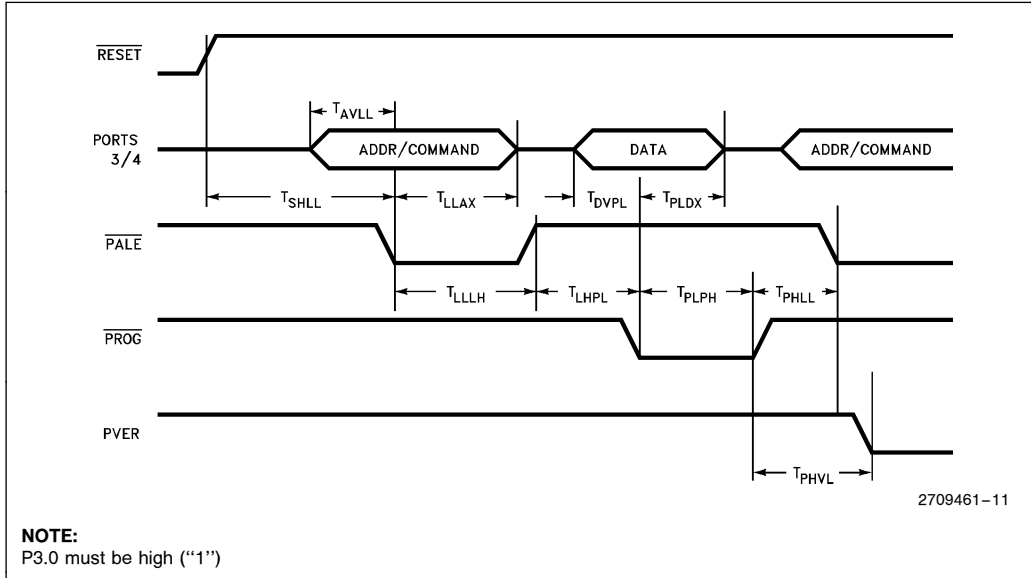 RESET
T_AVLL
PORTS
3/4
ADDR/COMMAND
DATA
ADDR/COMMAND
T_SHLL
T_LLAX
T_DVPL
T_PLDX
PALE
T_LLLH
T_LHPL
T_PLPH
T_PHLL
PROG
PVER
T_PHVL
2709461–11
NOTE:
P3.0 must be high (‘‘1’’)